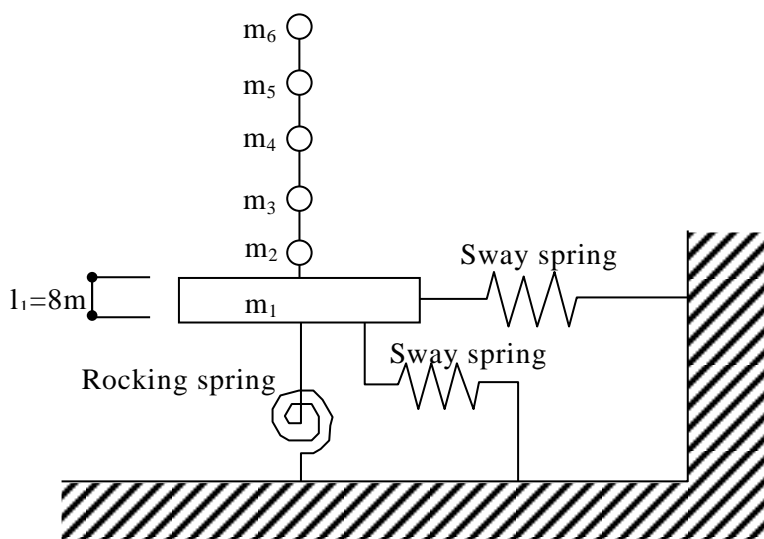 m₆
m₅
m₄
m₃
m₂
Sway spring
l₁=8m
m₁
Sway spring
Rocking spring